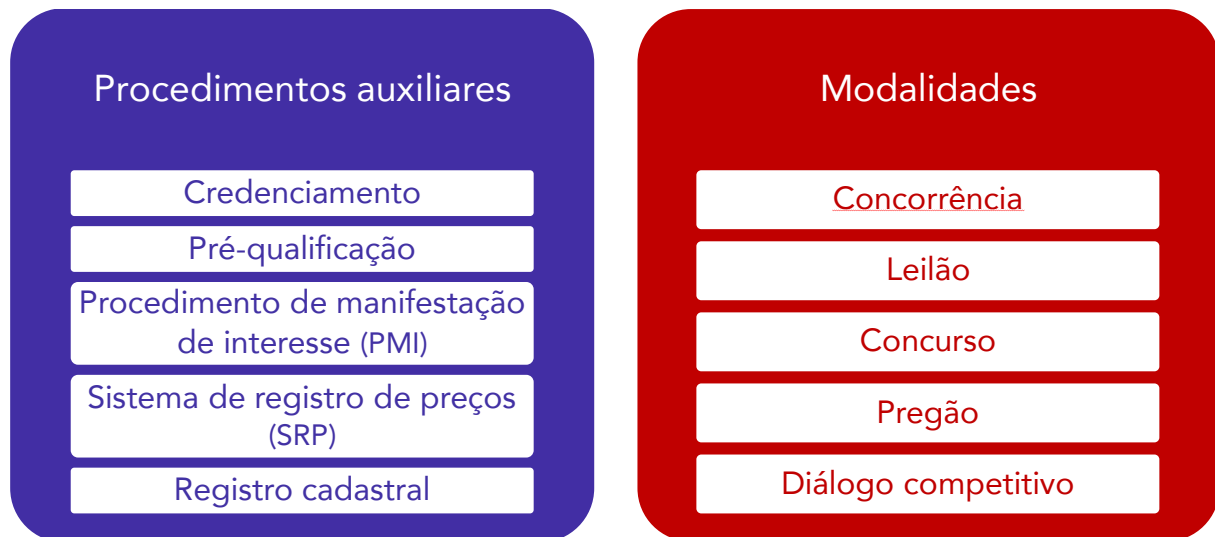 Procedimentos auxiliares
Credenciamento
Pré-qualificação
Procedimento de manifestação
de interesse (PMI)
Sistema de registro de preços
(SRP)
Registro cadastral
Modalidades
Concorrência
Leilão
Concurso
Pregão
Diálogo competitivo